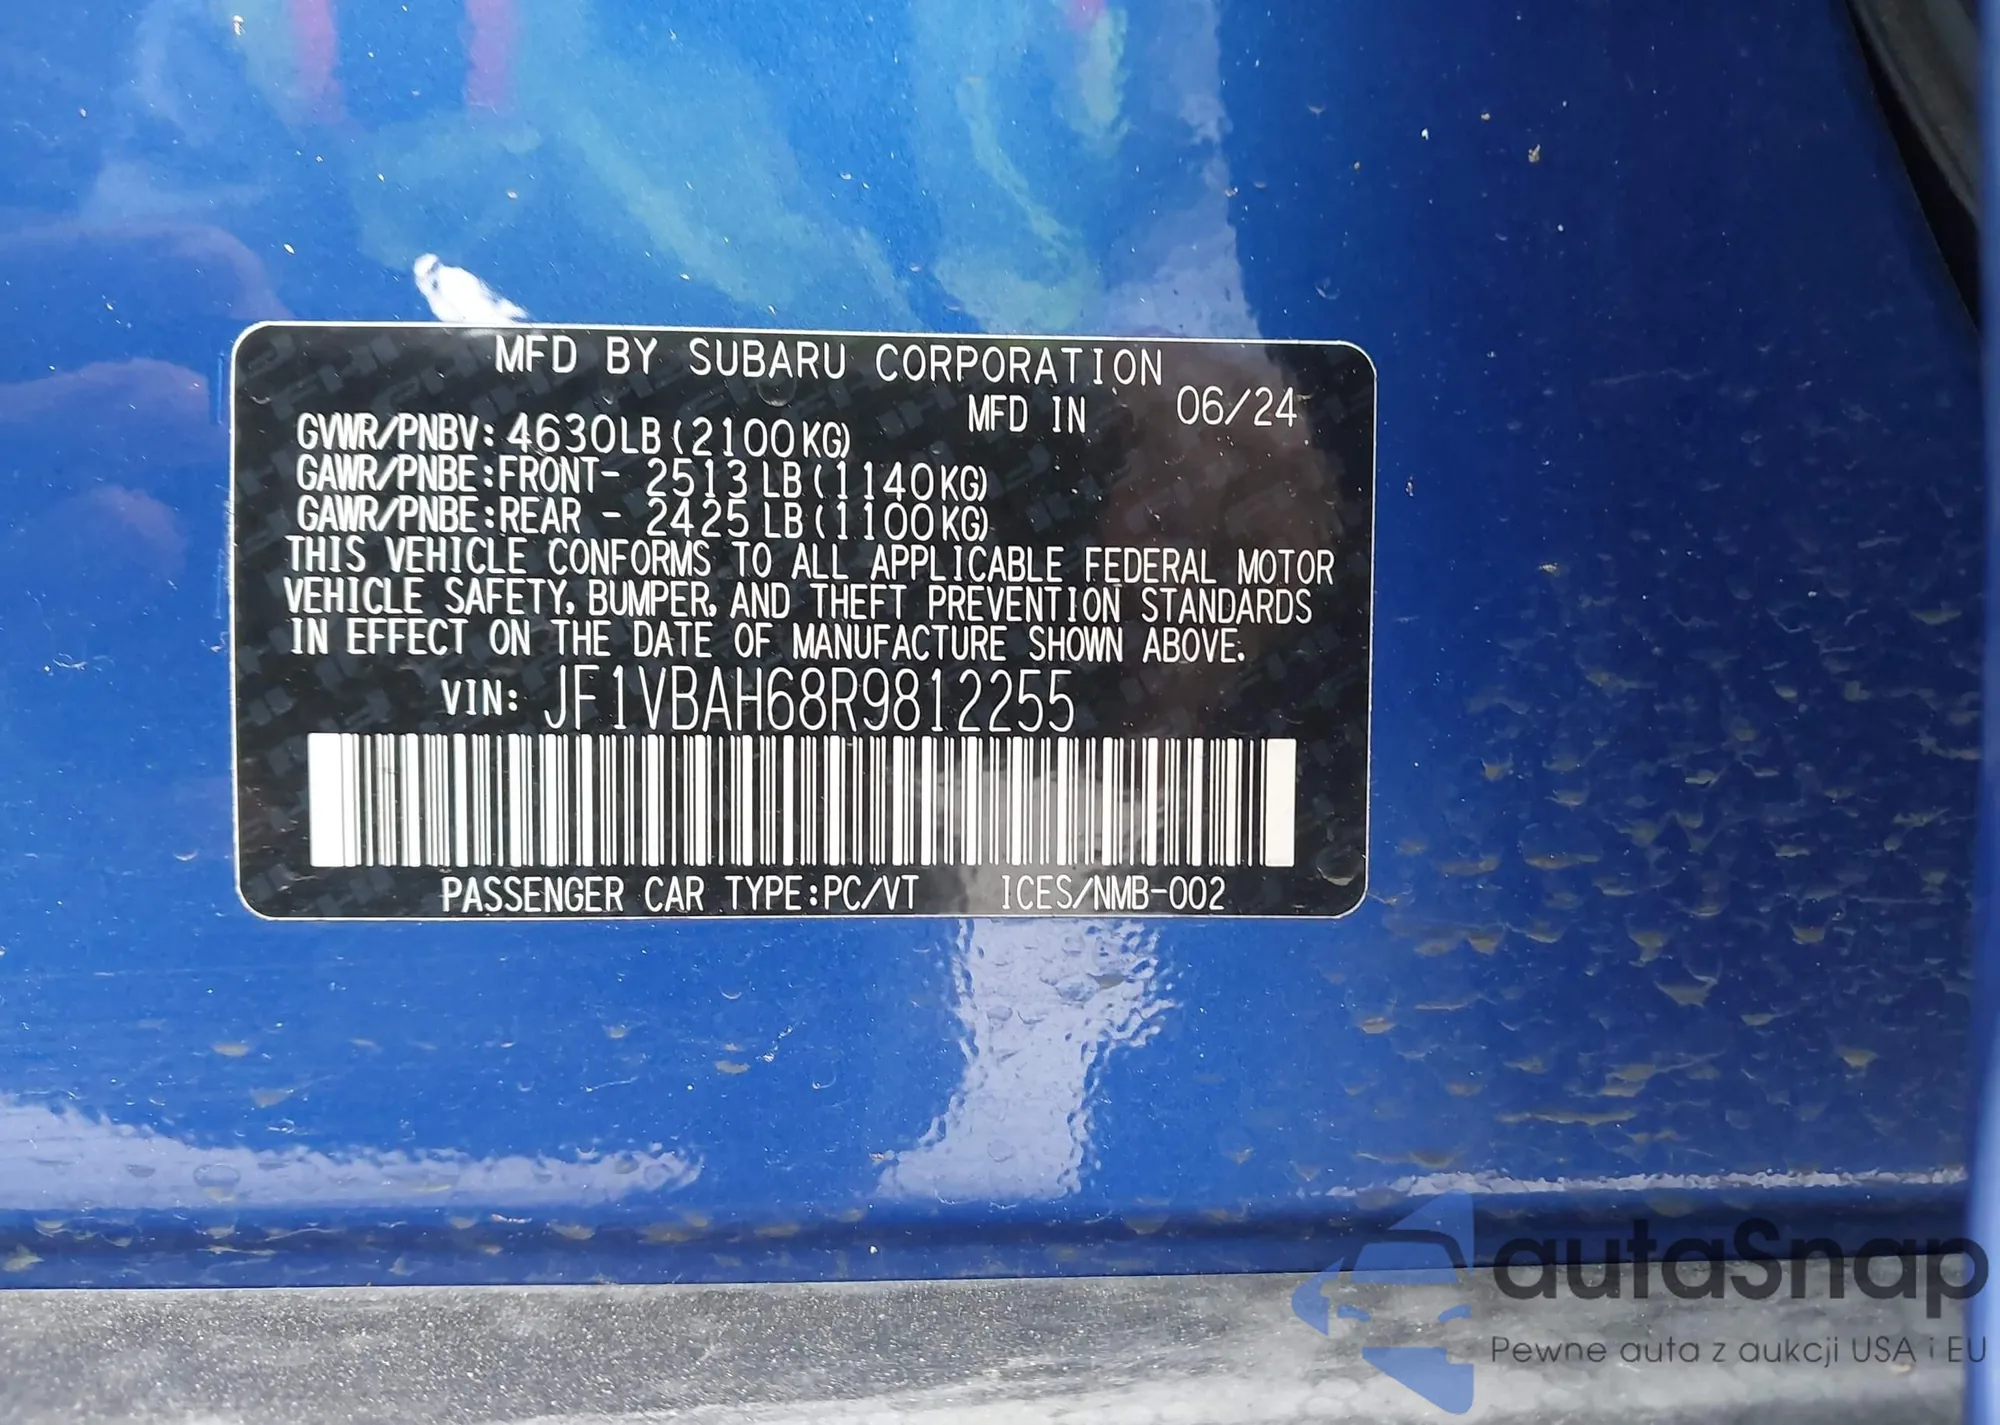 MFD BY SUBARU CORPORATION
MFD IN 06/24
GVWR/PNBV: 4630LB (2100KG)
GAWR/PNBE: FRONT- 2513 LB (1140KG)
GAWR/PNBE: REAR - 2425 LB (1100KG)
THIS VEHICLE CONFORMS TO ALL APPLICABLE FEDERAL MOTOR
VEHICLE SAFETY, BUMPER, AND THEFT PREVENTION STANDARDS
IN EFFECT ON THE DATE OF MANUFACTURE SHOWN ABOVE.
VIN: JF1VBAH68R9812255
PASSENGER CAR TYPE:PC/VT ICES/NMB-002
autaSnap
Pewne auta z aukcji USA i EU